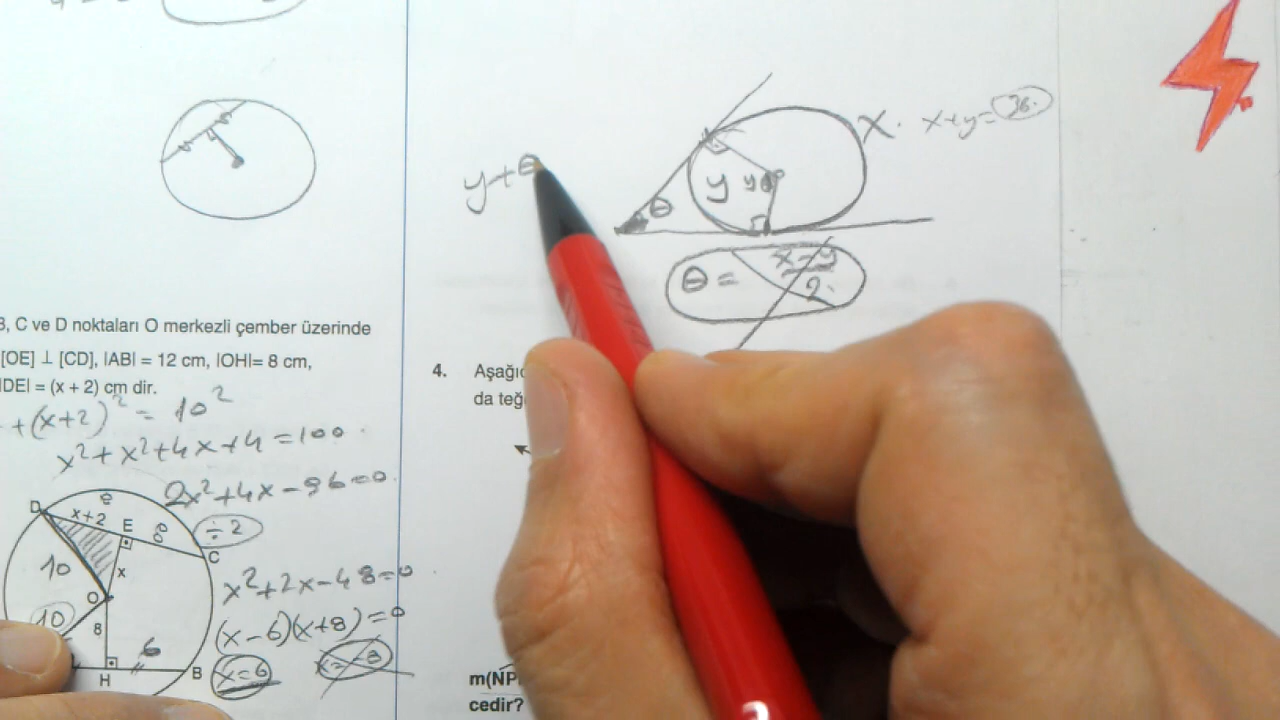 B, C ve D noktaları O merkezli çember üzerinde
[OE] ⊥ [CD], |AB| = 12 cm, |OH|= 8 cm,
|DE| = (x + 2) cm dir.
+(x+2)² = 10²
x²+x²+4x+4=100
2x²+4x-96=0
÷2
x²+2x-48=0
(x-6)(x+8)=0
x=6
x=-8
D
x+2
E
C
10
x
O
10
8
6
H
B
x
x+y=
y+θ
y
y
θ
θ = x-y
2
4.
Aşağıd
da teğ
m(NP
cedir?